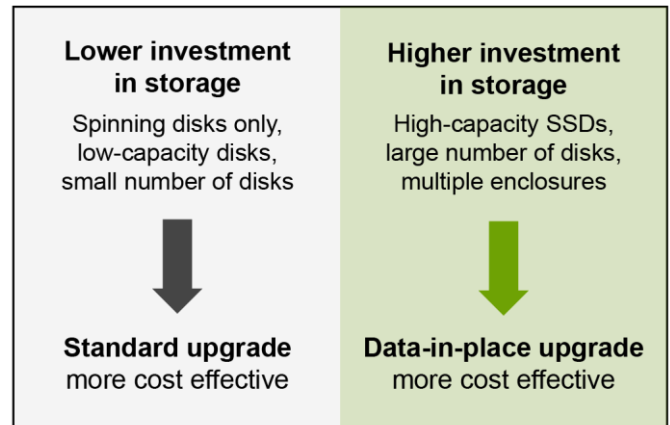 Lower investment
in storage
Spinning disks only,
low-capacity disks,
small number of disks
Standard upgrade
more cost effective
Higher investment
in storage
High-capacity SSDs,
large number of disks,
multiple enclosures
Data-in-place upgrade
more cost effective